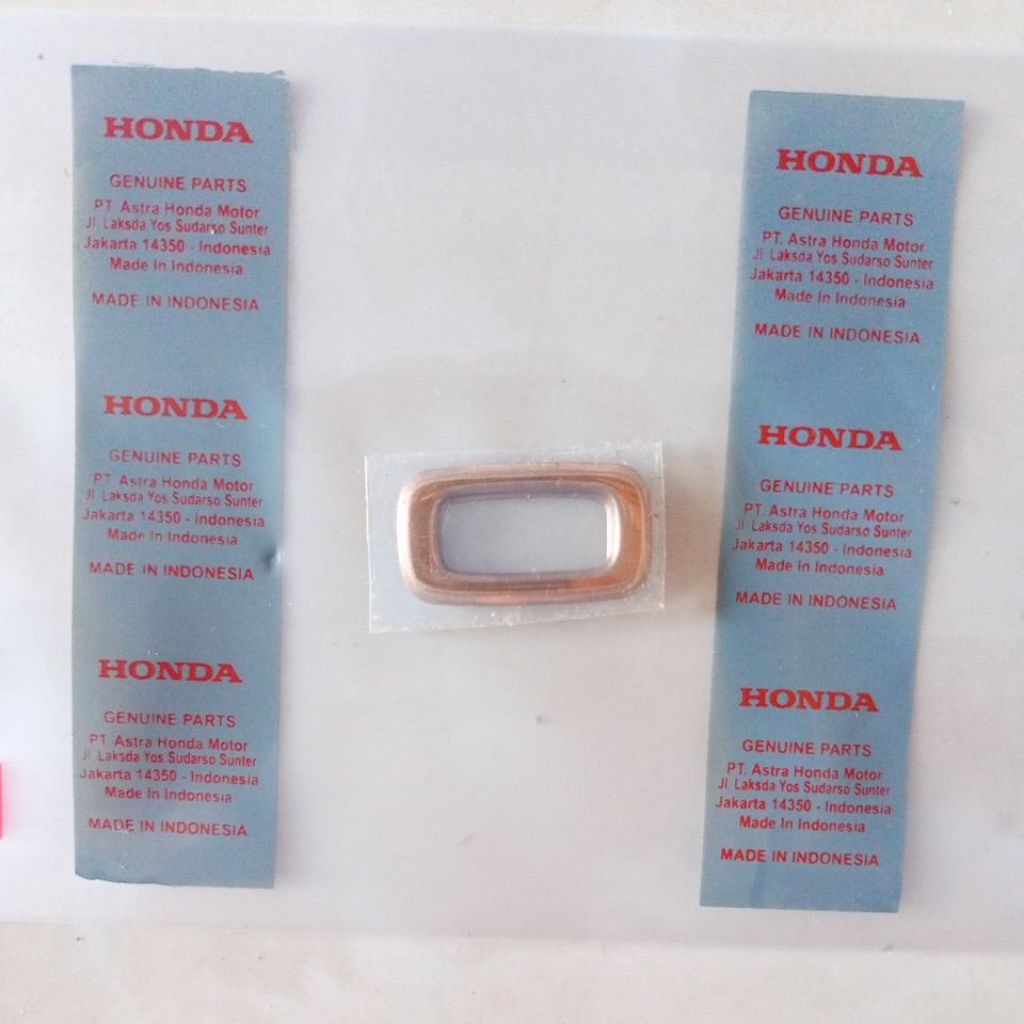 HONDA
GENUINE PARTS
PT. Astra Honda Motor
Jl. Laksda Yos Sudarso Sunter
Jakarta 14350 - Indonesia
Made In Indonesia
MADE IN INDONESIA
HONDA
GENUINE PARTS
PT. Astra Honda Motor
Jl. Laksda Yos Sudarso Sunter
Jakarta 14350 - Indonesia
Made In Indonesia
MADE IN INDONESIA
HONDA
GENUINE PARTS
PT. Astra Honda Motor
Jl. Laksda Yos Sudarso Sunter
Jakarta 14350 - Indonesia
Made In Indonesia
MADE IN INDONESIA
HONDA
GENUINE PARTS
PT. Astra Honda Motor
Jl. Laksda Yos Sudarso Sunter
Jakarta 14350 - Indonesia
Made In Indonesia
MADE IN INDONESIA
HONDA
GENUINE PARTS
PT. Astra Honda Motor
Jl. Laksda Yos Sudarso Sunter
Jakarta 14350 - Indonesia
Made In Indonesia
MADE IN INDONESIA
HONDA
GENUINE PARTS
PT. Astra Honda Motor
Jl. Laksda Yos Sudarso Sunter
Jakarta 14350 - Indonesia
Made In Indonesia
MADE IN INDONESIA